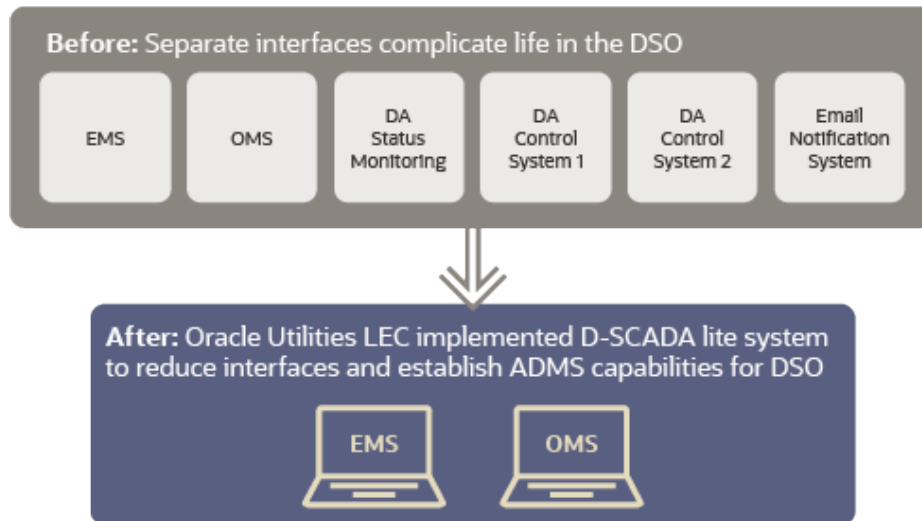 Before: Separate interfaces complicate life in the DSO
EMS
OMS
DA
Status
Monitoring
DA
Control
System 1
DA
Control
System 2
Email
Notification
System
After: Oracle Utilities LEC implemented D-SCADA lite system
to reduce interfaces and establish ADMS capabilities for DSO
EMS
OMS